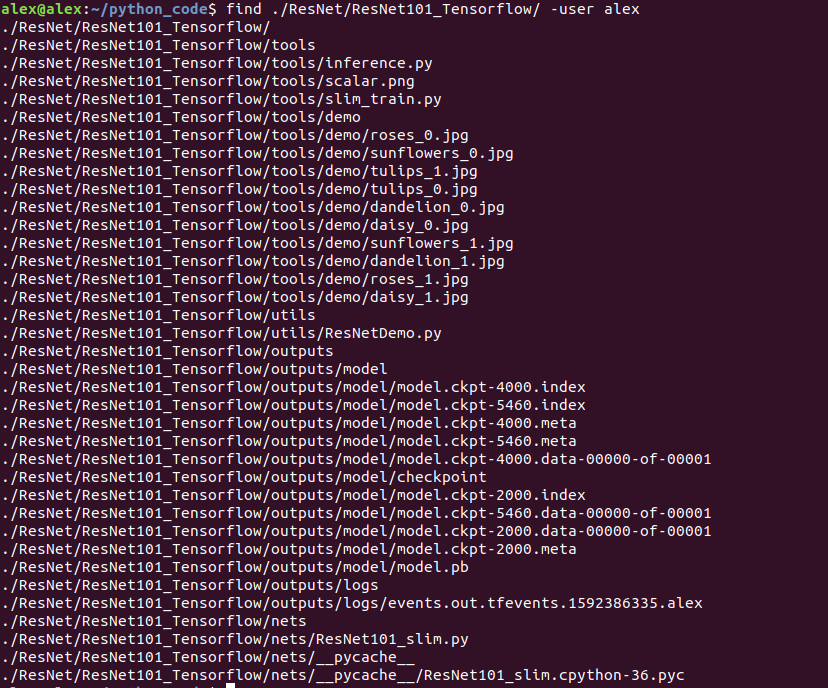 alex@alex:~/python_code$ find ./ResNet/ResNet101_Tensorflow/ -user alex
./ResNet/ResNet101_Tensorflow/
./ResNet/ResNet101_Tensorflow/tools
./ResNet/ResNet101_Tensorflow/tools/inference.py
./ResNet/ResNet101_Tensorflow/tools/scalar.png
./ResNet/ResNet101_Tensorflow/tools/slim_train.py
./ResNet/ResNet101_Tensorflow/tools/demo
./ResNet/ResNet101_Tensorflow/tools/demo/roses_0.jpg
./ResNet/ResNet101_Tensorflow/tools/demo/sunflowers_0.jpg
./ResNet/ResNet101_Tensorflow/tools/demo/tulips_1.jpg
./ResNet/ResNet101_Tensorflow/tools/demo/tulips_0.jpg
./ResNet/ResNet101_Tensorflow/tools/demo/dandelion_0.jpg
./ResNet/ResNet101_Tensorflow/tools/demo/daisy_0.jpg
./ResNet/ResNet101_Tensorflow/tools/demo/sunflowers_1.jpg
./ResNet/ResNet101_Tensorflow/tools/demo/dandelion_1.jpg
./ResNet/ResNet101_Tensorflow/tools/demo/roses_1.jpg
./ResNet/ResNet101_Tensorflow/tools/demo/daisy_1.jpg
./ResNet/ResNet101_Tensorflow/utils
./ResNet/ResNet101_Tensorflow/utils/ResNetDemo.py
./ResNet/ResNet101_Tensorflow/outputs
./ResNet/ResNet101_Tensorflow/outputs/model
./ResNet/ResNet101_Tensorflow/outputs/model/model.ckpt-4000.index
./ResNet/ResNet101_Tensorflow/outputs/model/model.ckpt-5460.index
./ResNet/ResNet101_Tensorflow/outputs/model/model.ckpt-4000.meta
./ResNet/ResNet101_Tensorflow/outputs/model/model.ckpt-5460.meta
./ResNet/ResNet101_Tensorflow/outputs/model/model.ckpt-4000.data-00000-of-00001
./ResNet/ResNet101_Tensorflow/outputs/model/checkpoint
./ResNet/ResNet101_Tensorflow/outputs/model/model.ckpt-2000.index
./ResNet/ResNet101_Tensorflow/outputs/model/model.ckpt-5460.data-00000-of-00001
./ResNet/ResNet101_Tensorflow/outputs/model/model.ckpt-2000.data-00000-of-00001
./ResNet/ResNet101_Tensorflow/outputs/model/model.ckpt-2000.meta
./ResNet/ResNet101_Tensorflow/outputs/model/model.pb
./ResNet/ResNet101_Tensorflow/outputs/logs
./ResNet/ResNet101_Tensorflow/outputs/logs/events.out.tfevents.1592386335.alex
./ResNet/ResNet101_Tensorflow/nets
./ResNet/ResNet101_Tensorflow/nets/ResNet101_slim.py
./ResNet/ResNet101_Tensorflow/nets/__pycache__
./ResNet/ResNet101_Tensorflow/nets/__pycache__/ResNet101_slim.cpython-36.pyc